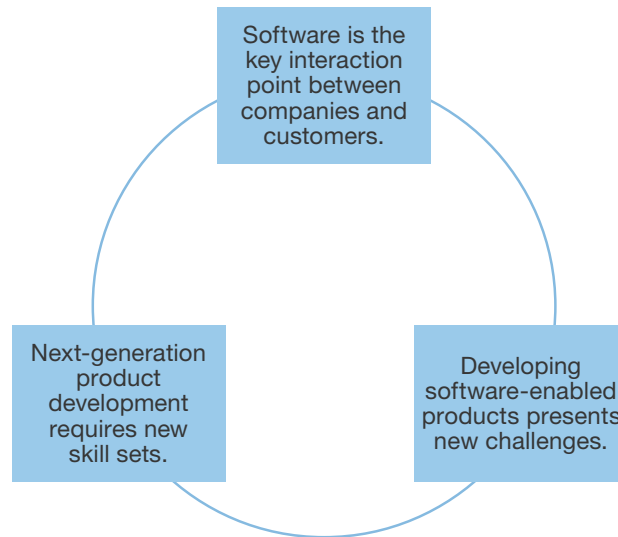 Software is the
key interaction
point between
companies and
customers.
Next-generation
product
development
requires new
skill sets.
Developing
software-enabled
products presents
new challenges.